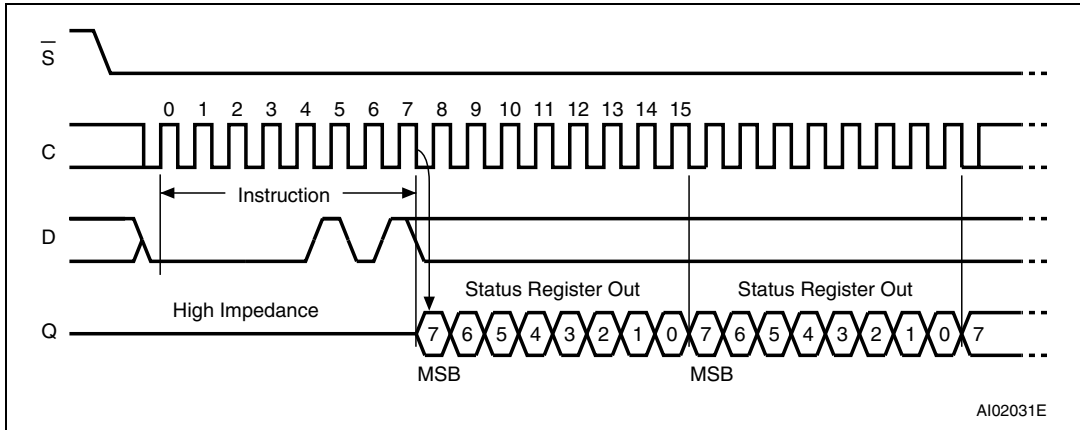 S
0 1 2 3 4 5 6 7 8 9 10 11 12 13 14 15
C
Instruction
D
High Impedance
Status Register Out Status Register Out
Q
7 6 5 4 3 2 1 0 7 6 5 4 3 2 1 0 7
MSB MSB
AI02031E